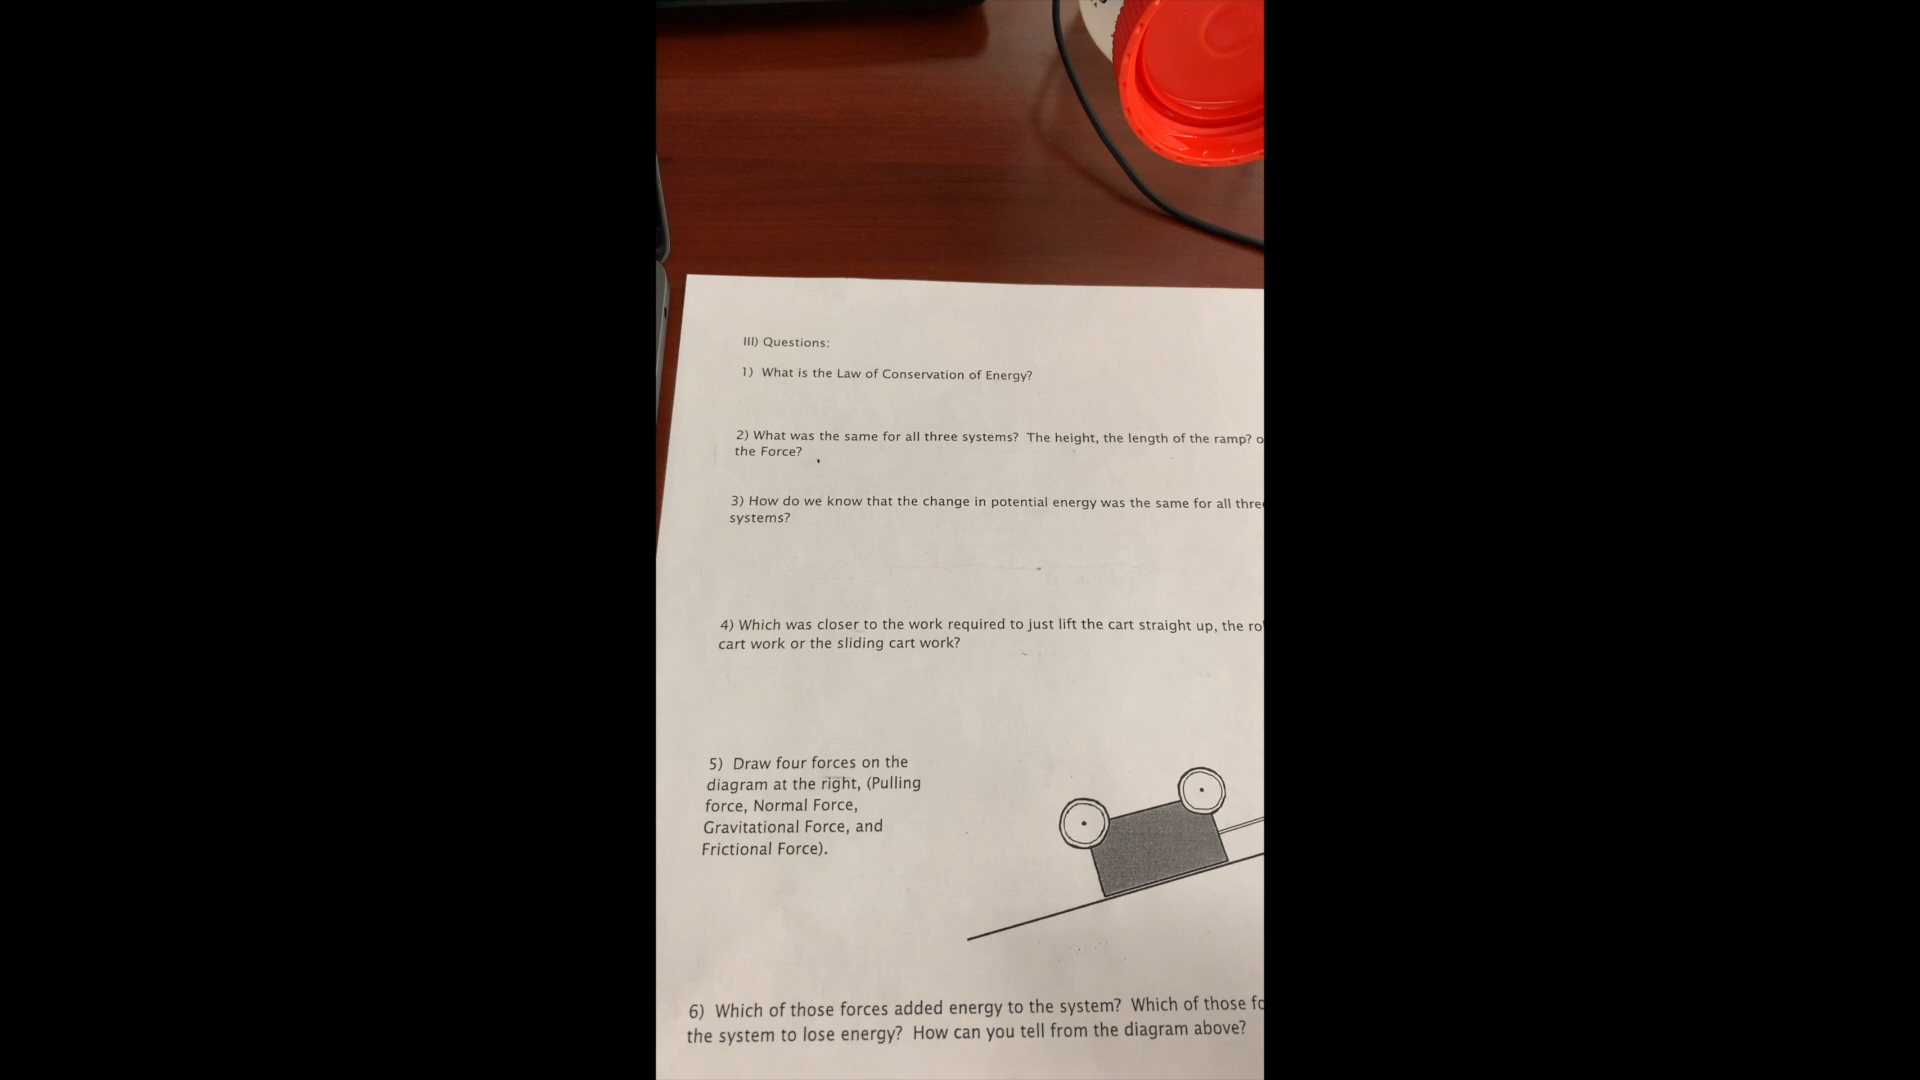 III) Questions:
1) What is the Law of Conservation of Energy?
2) What was the same for all three systems? The height, the length of the ramp?
the Force?
3) How do we know that the change in potential energy was the same for all
systems?
4) Which was closer to the work required to just lift the cart straight up, the
cart work or the sliding cart work?
5) Draw four forces on the
diagram at the right, (Pulling
force, Normal Force,
Gravitational Force, and
Frictional Force).
6) Which of those forces added energy to the system? Which of those
the system to lose energy? How can you tell from the diagram above?